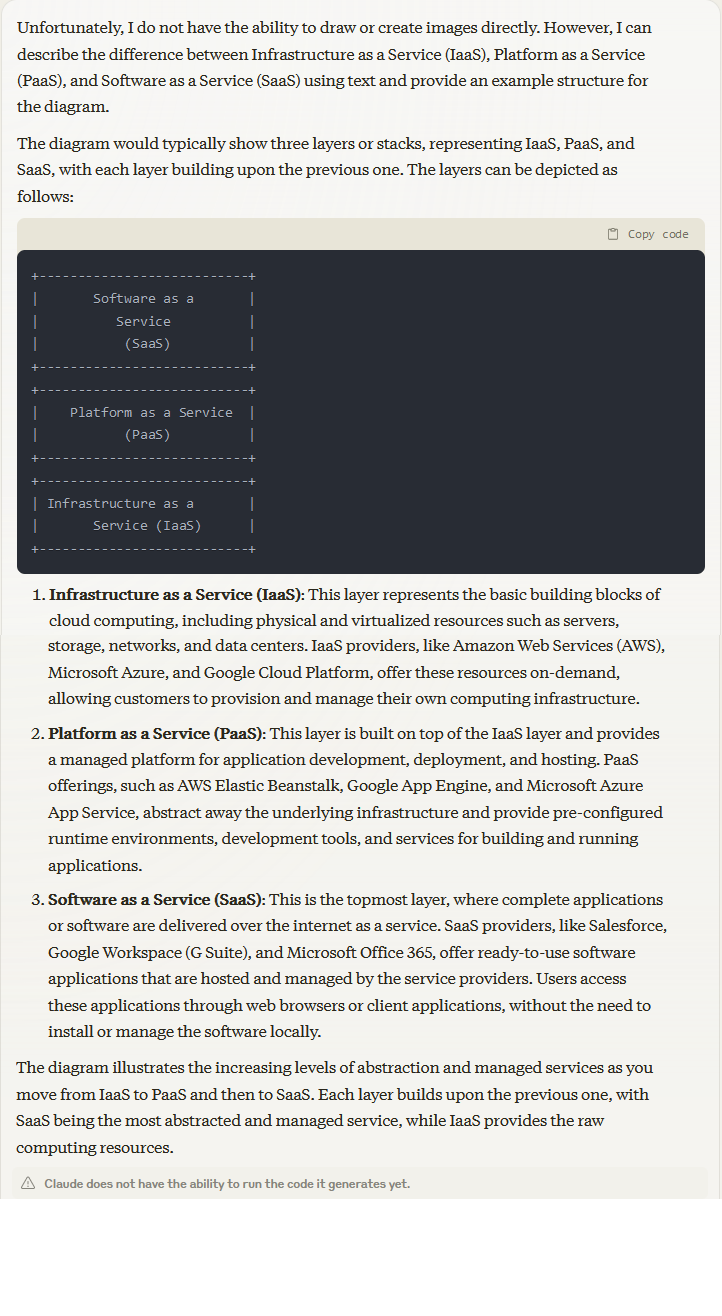 Unfortunately, I do not have the ability to draw or create images directly. However, I can
describe the difference between Infrastructure as a Service (IaaS), Platform as a Service
(PaaS), and Software as a Service (SaaS) using text and provide an example structure for
the diagram.
The diagram would typically show three layers or stacks, representing IaaS, PaaS, and
SaaS, with each layer building upon the previous one. The layers can be depicted as
follows:
Copy code
+---------------------------+
|       Software as a       |
|          Service          |
|           (SaaS)          |
+---------------------------+
+---------------------------+
|    Platform as a Service  |
|           (PaaS)          |
+---------------------------+
+---------------------------+
| Infrastructure as a       |
|       Service (IaaS)      |
+---------------------------+
1. Infrastructure as a Service (IaaS): This layer represents the basic building blocks of
cloud computing, including physical and virtualized resources such as servers,
storage, networks, and data centers. IaaS providers, like Amazon Web Services (AWS),
Microsoft Azure, and Google Cloud Platform, offer these resources on-demand,
allowing customers to provision and manage their own computing infrastructure.
2. Platform as a Service (PaaS): This layer is built on top of the IaaS layer and provides
a managed platform for application development, deployment, and hosting. PaaS
offerings, such as AWS Elastic Beanstalk, Google App Engine, and Microsoft Azure
App Service, abstract away the underlying infrastructure and provide pre-configured
runtime environments, development tools, and services for building and running
applications.
3. Software as a Service (SaaS): This is the topmost layer, where complete applications
or software are delivered over the internet as a service. SaaS providers, like Salesforce,
Google Workspace (G Suite), and Microsoft Office 365, offer ready-to-use software
applications that are hosted and managed by the service providers. Users access
these applications through web browsers or client applications, without the need to
install or manage the software locally.
The diagram illustrates the increasing levels of abstraction and managed services as you
move from IaaS to PaaS and then to SaaS. Each layer builds upon the previous one, with
SaaS being the most abstracted and managed service, while IaaS provides the raw
computing resources.
Claude does not have the ability to run the code it generates yet.